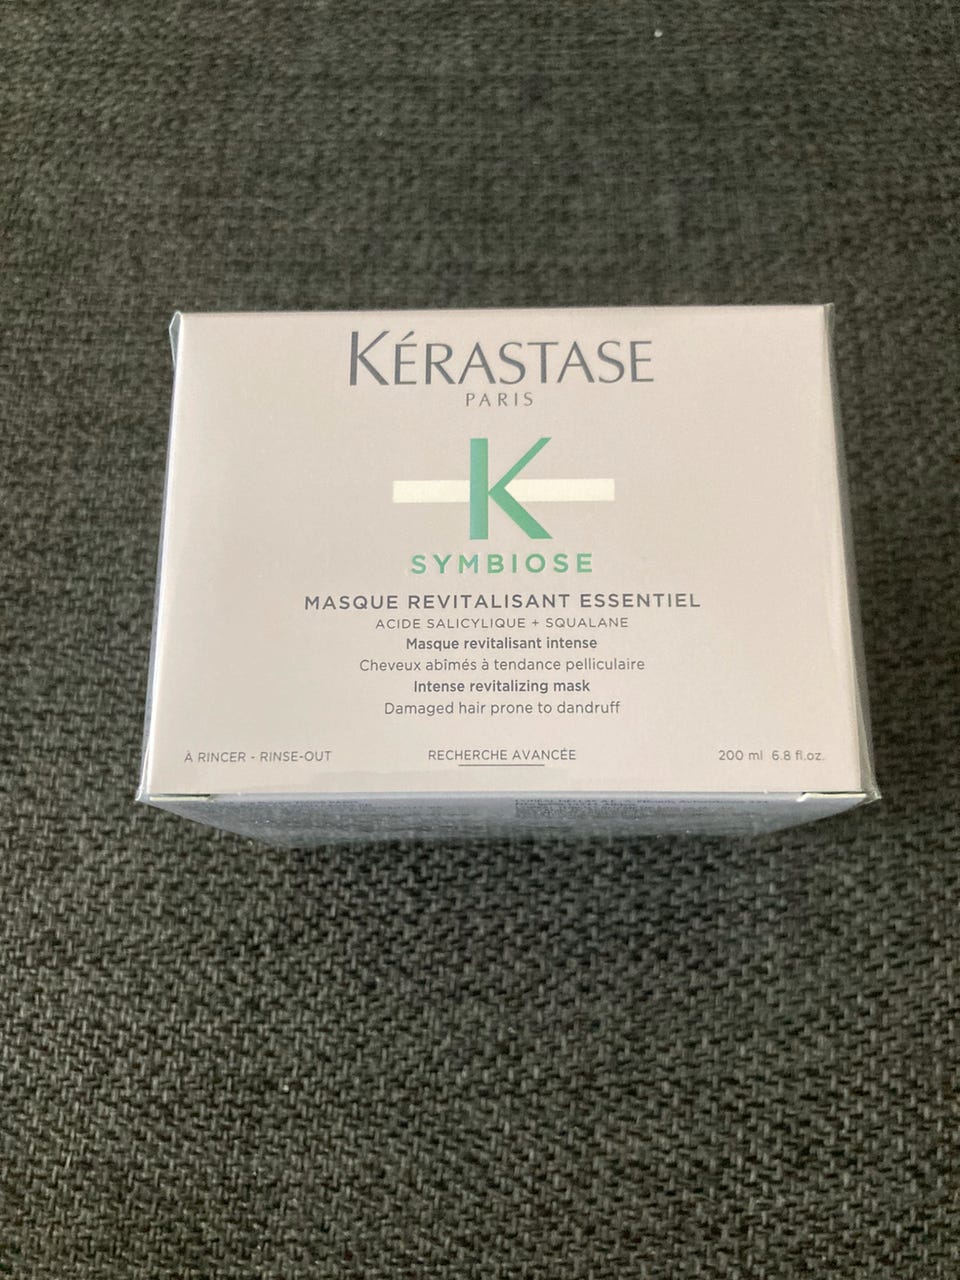 KÉRASTASE
PARIS
K
SYMBIOSE
MASQUE REVITALISANT ESSENTIEL
ACIDE SALICYLIQUE + SQUALANE
Masque revitalisant intense
Cheveux abîmés à tendance pelliculaire
Intense revitalizing mask
Damaged hair prone to dandruff
À RINCER - RINSE-OUT RECHERCHE AVANCÉE 200 ml 6.8 fl.oz.